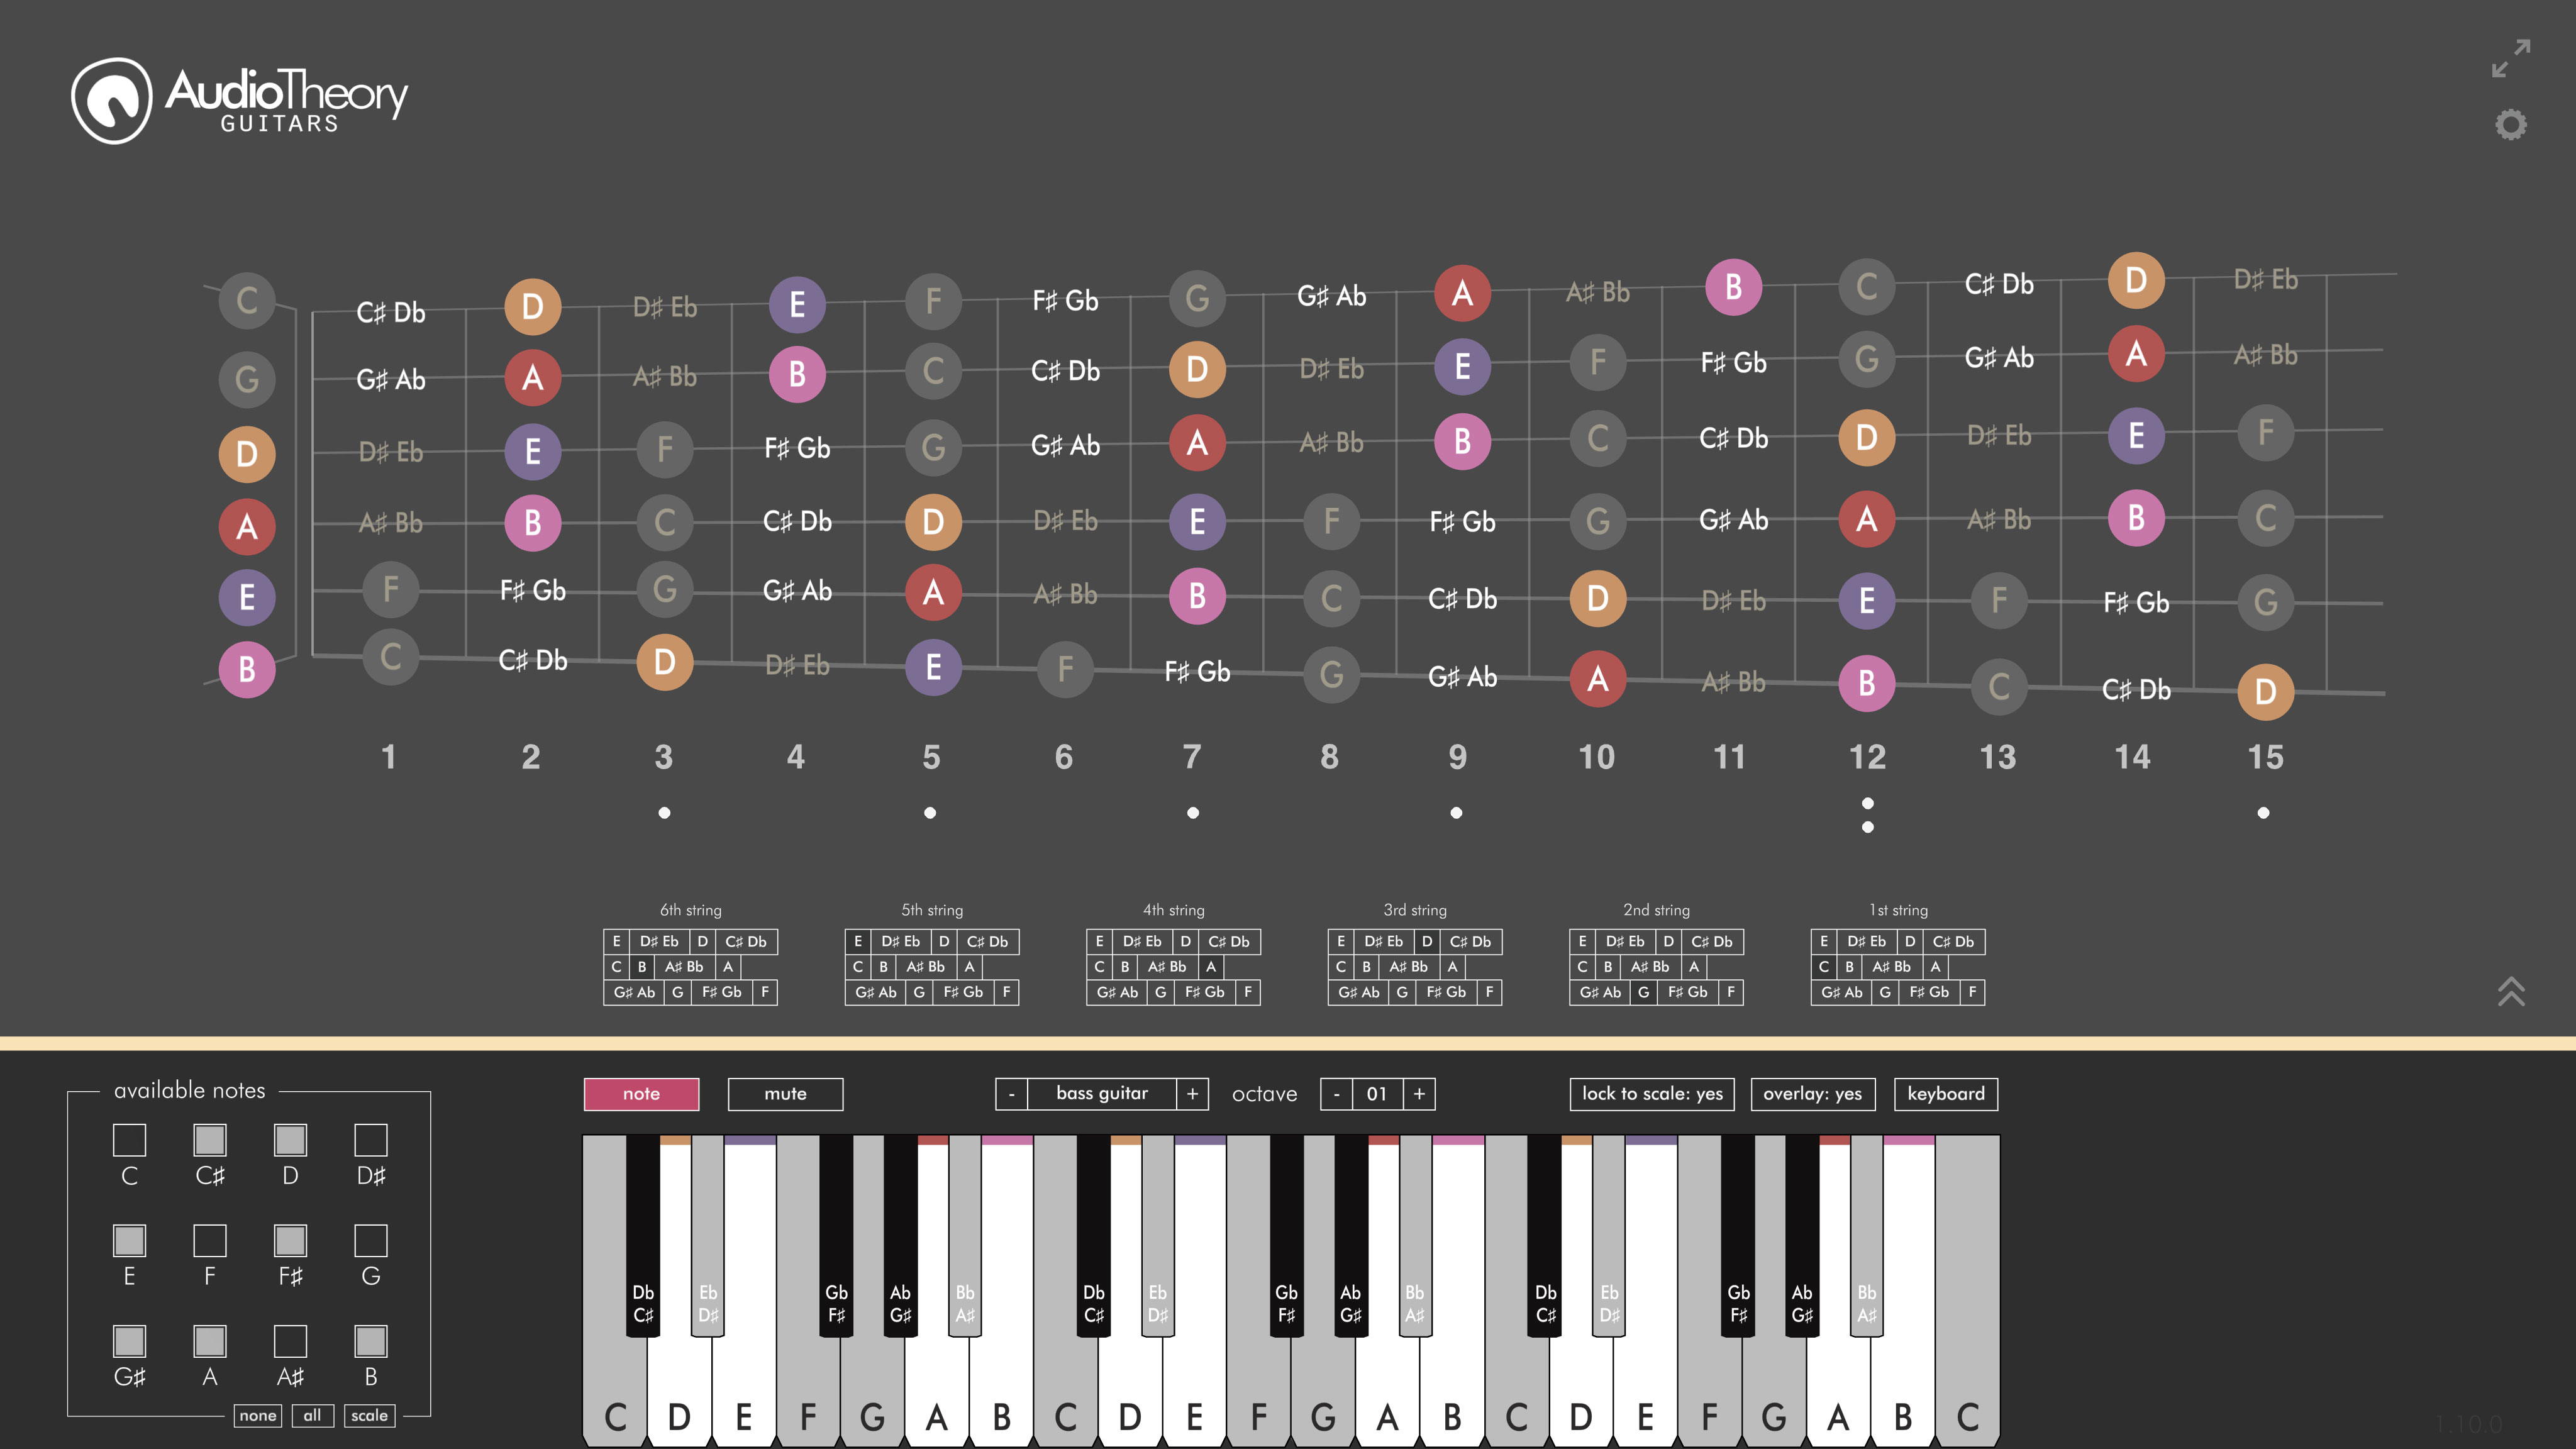 AudioTheory
GUITARS
C C♯ Db D D♯ Eb E F F♯ Gb G G♯ Ab A A♯ Bb B C C♯ Db D D♯ Eb
G G♯ Ab A A♯ Bb B C C♯ Db D D♯ Eb E F F♯ Gb G G♯ Ab A A♯ Bb
D D♯ Eb E F F♯ Gb G G♯ Ab A A♯ Bb B C C♯ Db D D♯ Eb E F
A A♯ Bb B C C♯ Db D D♯ Eb E F F♯ Gb G G♯ Ab A A♯ Bb B C
E F F♯ Gb G G♯ Ab A A♯ Bb B C C♯ Db D D♯ Eb E F F♯ Gb G
B C C♯ Db D D♯ Eb E F F♯ Gb G G♯ Ab A A♯ Bb B C C♯ Db D
1 2 3 4 5 6 7 8 9 10 11 12 13 14 15
6th string 5th string 4th string 3rd string 2nd string 1st string
E D♯ Eb D C♯ Db E D♯ Eb D C♯ Db E D♯ Eb D C♯ Db E D♯ Eb D C♯ Db E D♯ Eb D C♯ Db E D♯ Eb D C♯ Db
C B A♯ Bb A C B A♯ Bb A C B A♯ Bb A C B A♯ Bb A C B A♯ Bb A C B A♯ Bb A
G♯ Ab G F♯ Gb F G♯ Ab G F♯ Gb F G♯ Ab G F♯ Gb F G♯ Ab G F♯ Gb F G♯ Ab G F♯ Gb F G♯ Ab G F♯ Gb F
available notes
C C♯ D D♯
E F F♯ G
G♯ A A♯ B
none all scale
note mute - bass guitar + octave - 01 + lock to scale: yes overlay: yes keyboard
Db Eb Gb Ab Bb Db Eb Gb Ab Bb Db Eb Gb Ab Bb
C♯ D♯ F♯ G♯ A♯ C♯ D♯ F♯ G♯ A♯ C♯ D♯ F♯ G♯ A♯
C D E F G A B C D E F G A B C D E F G A B C
1.10.0